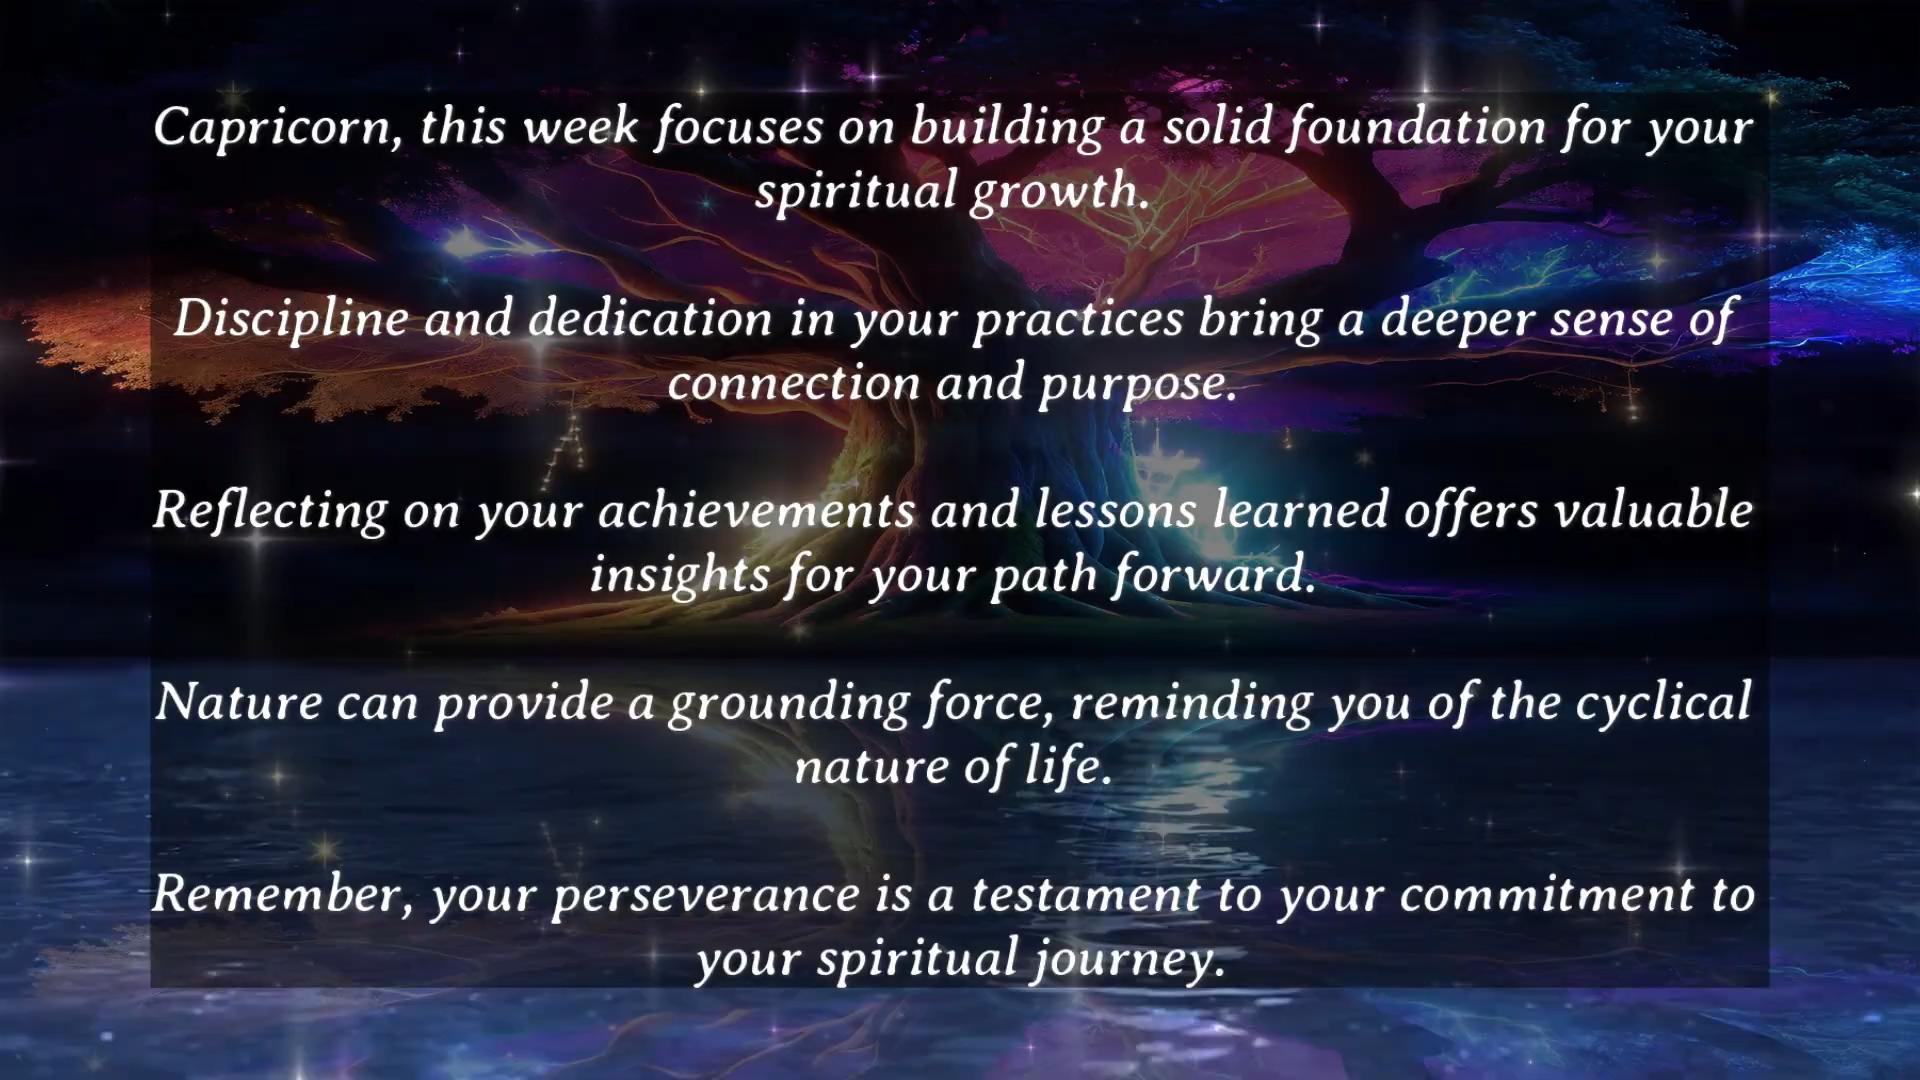 Capricorn, this week focuses on building a solid foundation for your
spiritual growth.
Discipline and dedication in your practices bring a deeper sense of
connection and purpose.
Reflecting on your achievements and lessons learned offers valuable
insights for your path forward.
Nature can provide a grounding force, reminding you of the cyclical
nature of life.
Remember, your perseverance is a testament to your commitment to
your spiritual journey.